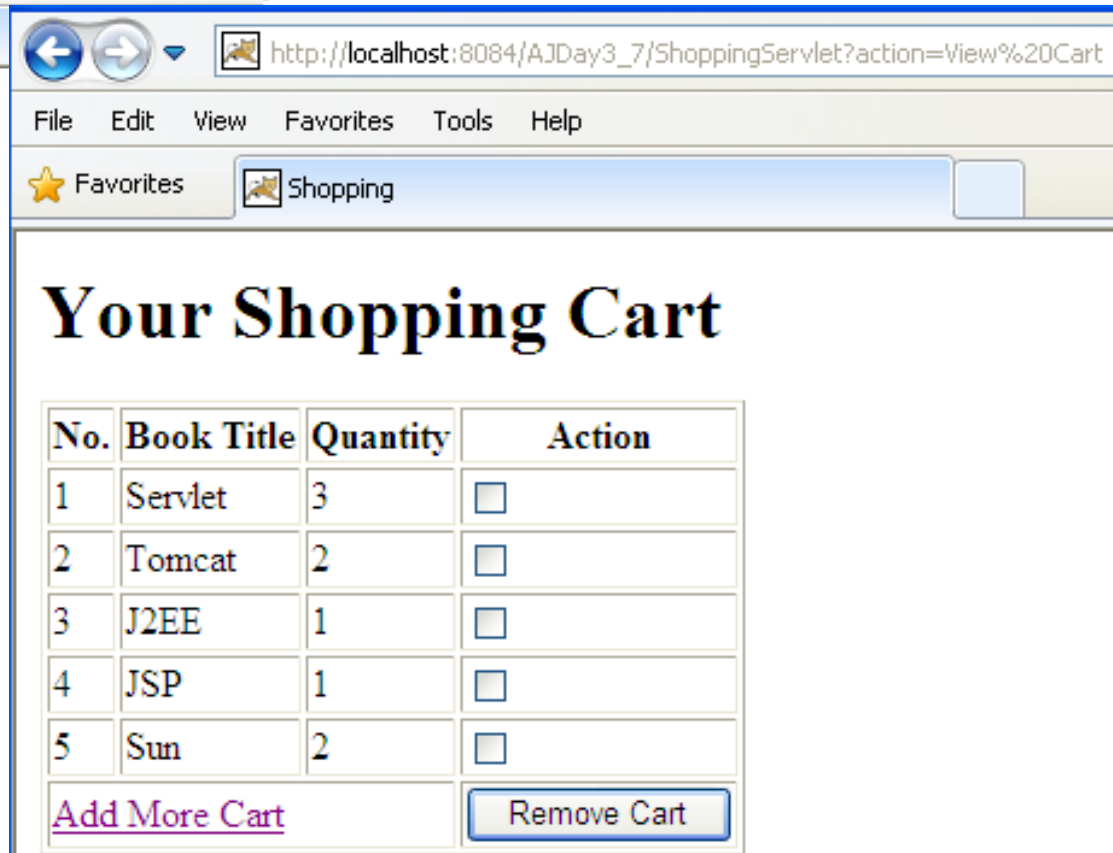 http://localhost:8084/AJDay3_7/ShoppingServlet?action=View%20Cart
File Edit View Favorites Tools Help
Favorites Shopping
Your Shopping Cart
No. Book Title Quantity Action
1 Servlet 3
2 Tomcat 2
3 J2EE 1
4 JSP 1
5 Sun 2
Add More Cart Remove Cart